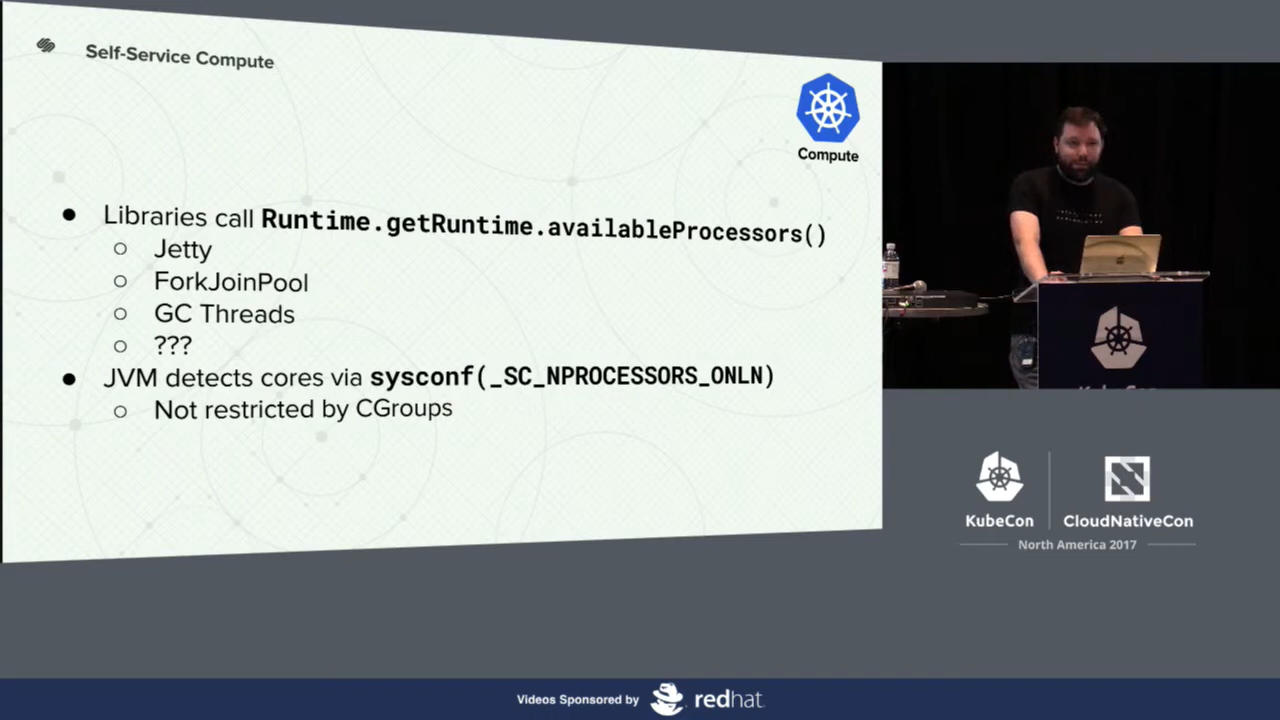 Self-Service Compute
Compute
● Libraries call Runtime.getRuntime.availableProcessors()
○ Jetty
○ ForkJoinPool
○ GC Threads
○ ???
● JVM detects cores via sysconf(_SC_NPROCESSORS_ONLN)
○ Not restricted by CGroups
KubeCon
CloudNativeCon
North America 2017
Videos Sponsored by redhat